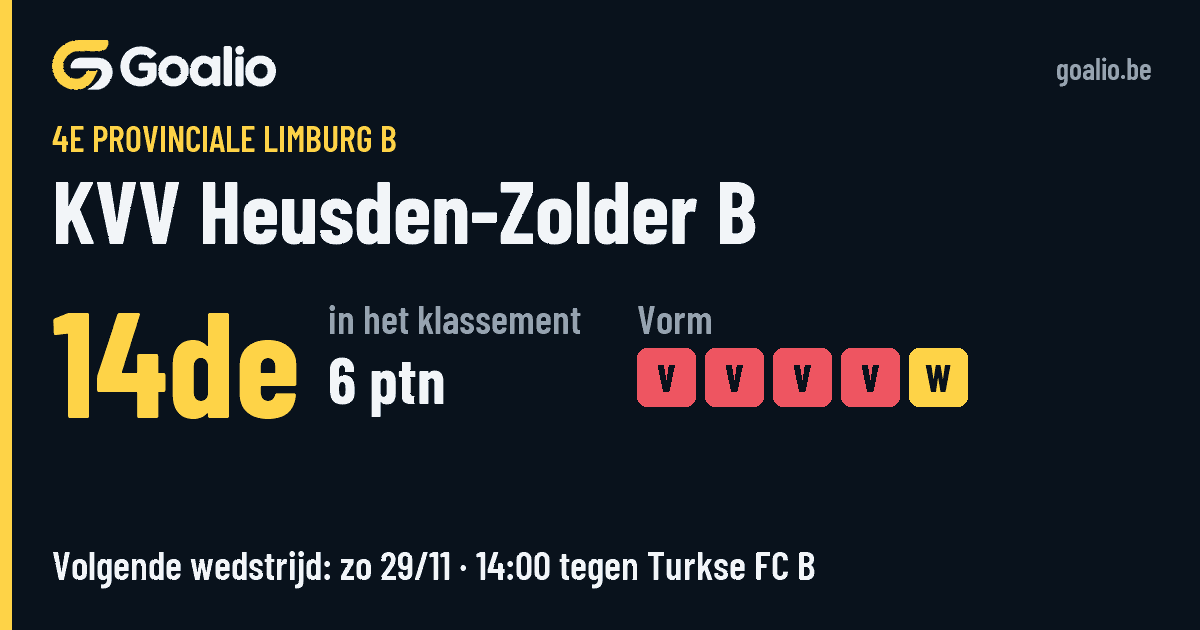 Goalio
goalio.be
4E PROVINCIALE LIMBURG B
KVV Heusden-Zolder B
14de
in het klassement
6 ptn
Vorm
V V V V W
Volgende wedstrijd: zo 29/11 · 14:00 tegen Turkse FC B